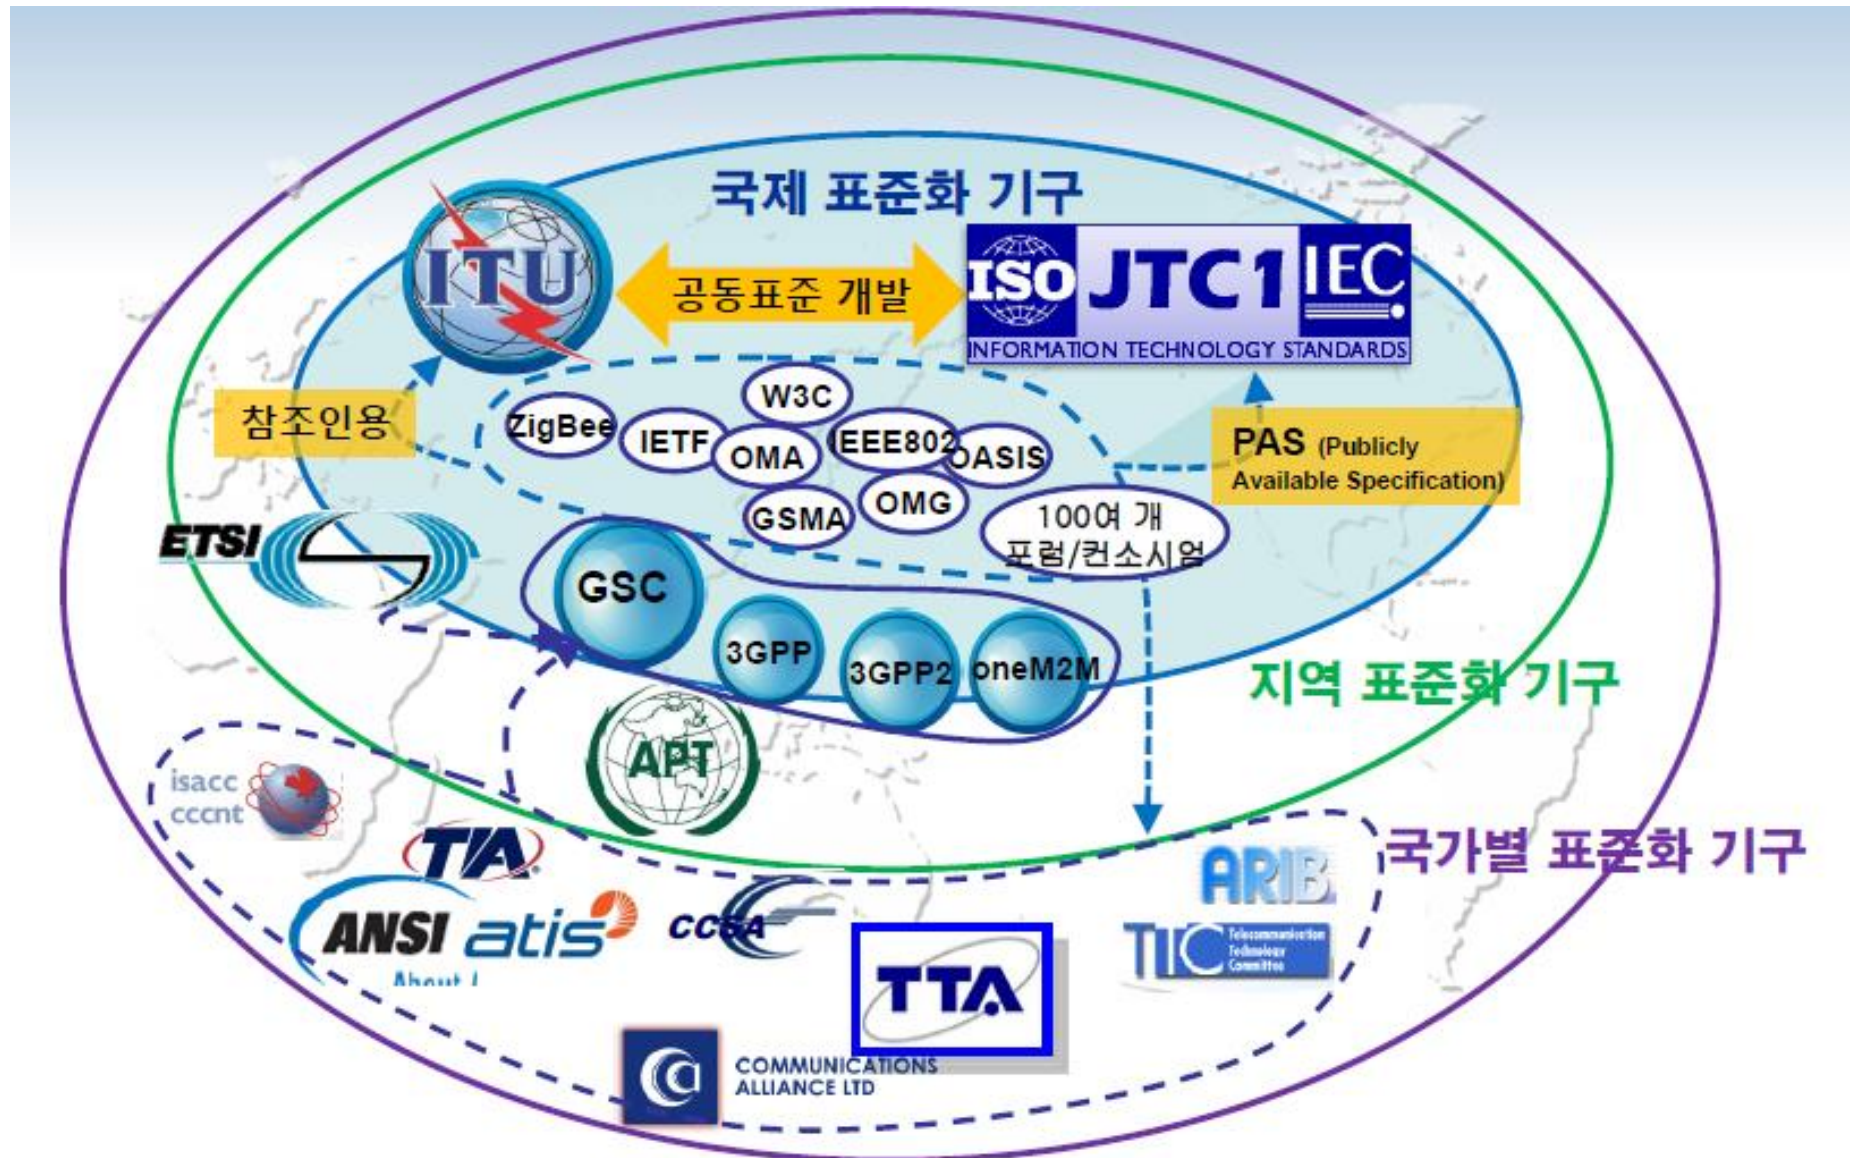 국제 표준화 기구
ITU
공동표준 개발
ISO JTC1 IEC
INFORMATION TECHNOLOGY STANDARDS
참조인용
ZigBee
IETF
W3C
OMA
IEEE802
OASIS
GSMA
OMG
100여 개
포럼/컨소시엄
PAS (Publicly
Available Specification)
ETSI
GSC
3GPP
3GPP2
oneM2M
지역 표준화 기구
APT
isacc
cccnt
TIA
ANSI
About
atis
CCSA
TTA
ARIB
TTC Telecommunication
Technology
Committee
국가별 표준화 기구
COMMUNICATIONS
ALLIANCE LTD